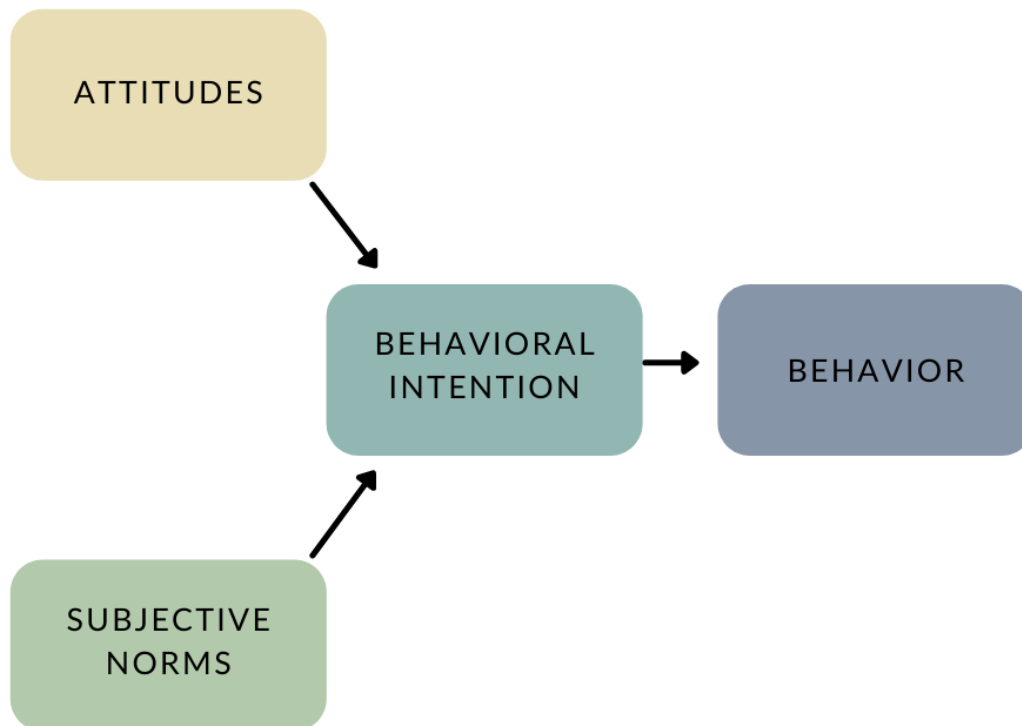 ATTITUDES
BEHAVIORAL
INTENTION
BEHAVIOR
SUBJECTIVE
NORMS